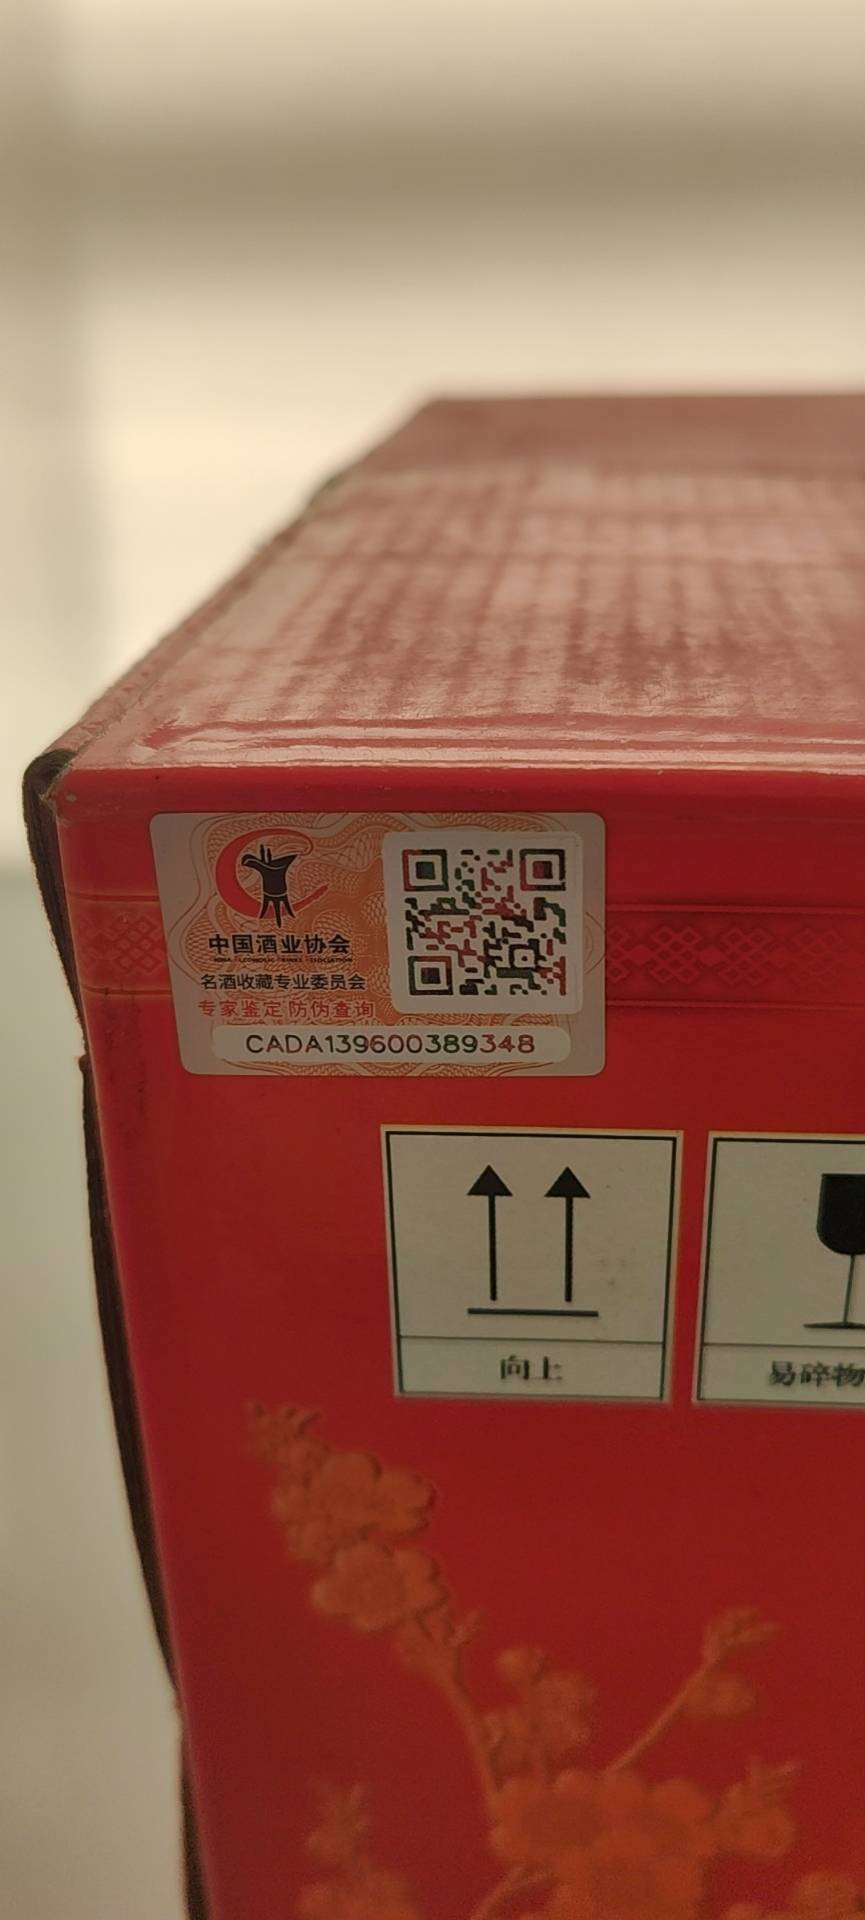 中国酒业协会
名酒收藏专业委员会
专家鉴定防伪查询
CADA139600389348
向上
易碎物